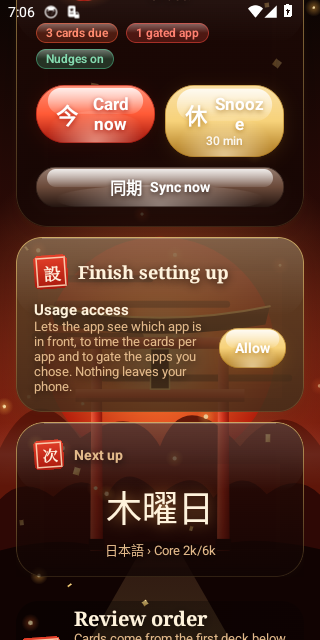 7:06
3 cards due
1 gated app
Nudges on
今 Card now
休 Snooze
30 min
同期 Sync now
設 Finish setting up
Usage access
Lets the app see which app is
in front, to time the cards per
app and to gate the apps you
chose. Nothing leaves your
phone.
Allow
次 Next up
木曜日
日本語 › Core 2k/6k
Review order
Cards come from the first deck below